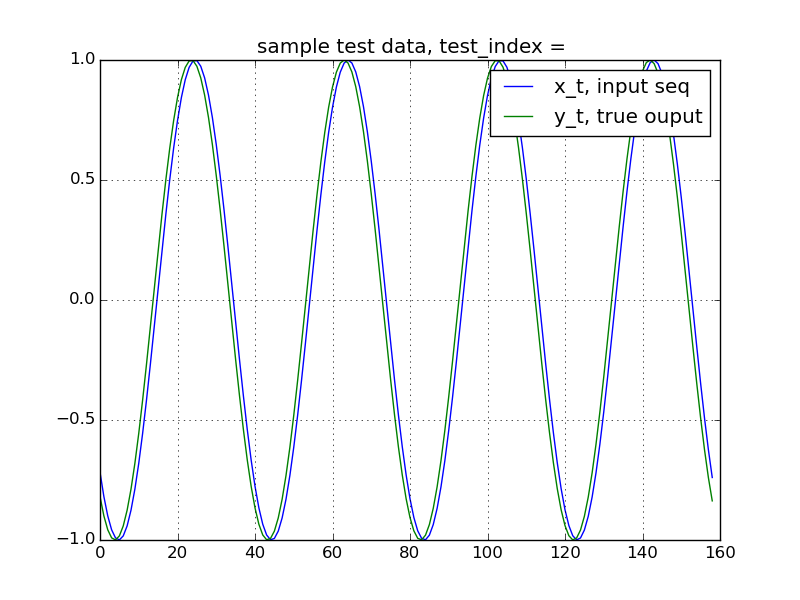 sample test data, test_index =
x_t, input seq
y_t, true ouput
1.0
0.5
0.0
−0.5
−1.0
0 20 40 60 80 100 120 140 160